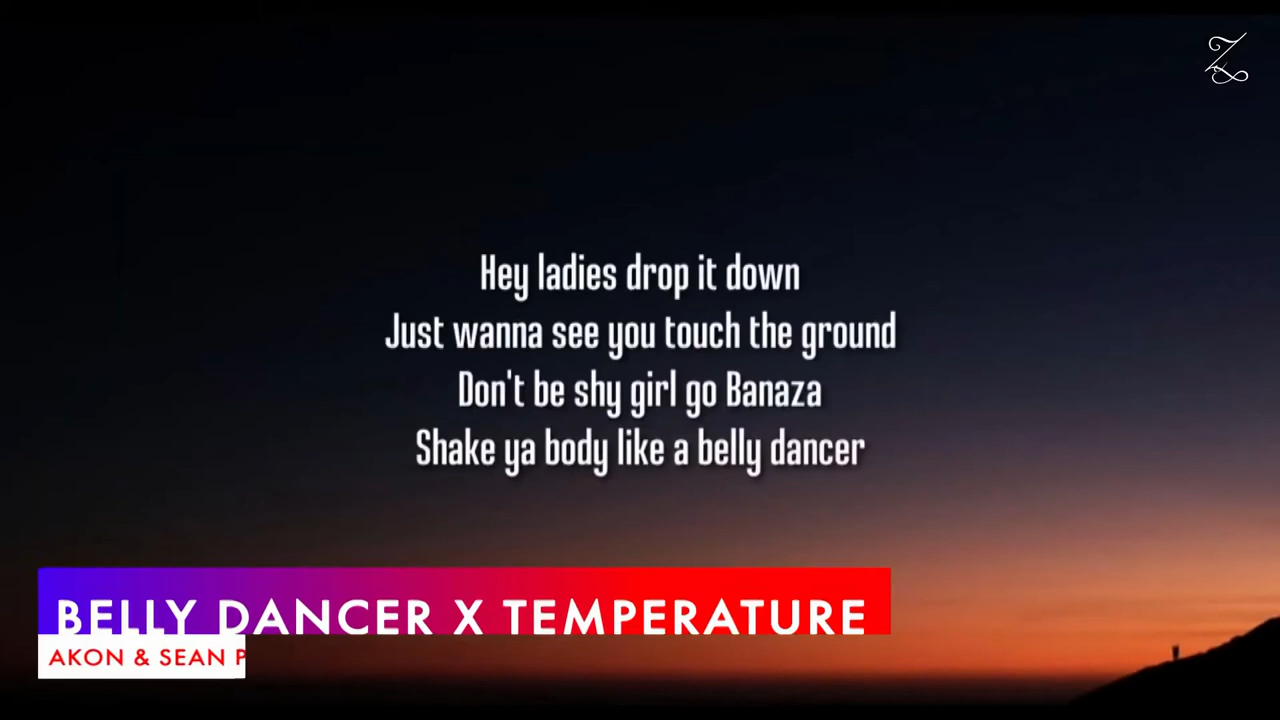 Hey ladies drop it down
Just wanna see you touch the ground
Don't be shy girl go Banaza
Shake ya body like a belly dancer
BELLY DANCER X TEMPERATURE
AKON & SEAN P